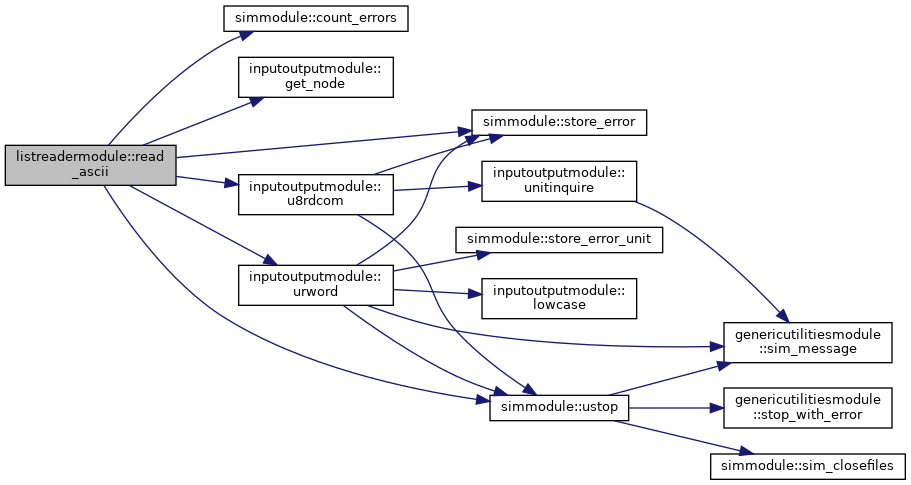 simmodule::count_errors
inputoutputmodule::
get_node
simmodule::store_error
listreadermodule::read
_ascii
inputoutputmodule::
u8rdcom
inputoutputmodule::
unitinquire
simmodule::store_error_unit
inputoutputmodule::
urword
inputoutputmodule::
lowcase
genericutilitiesmodule
::sim_message
simmodule::ustop
genericutilitiesmodule
::stop_with_error
simmodule::sim_closefiles